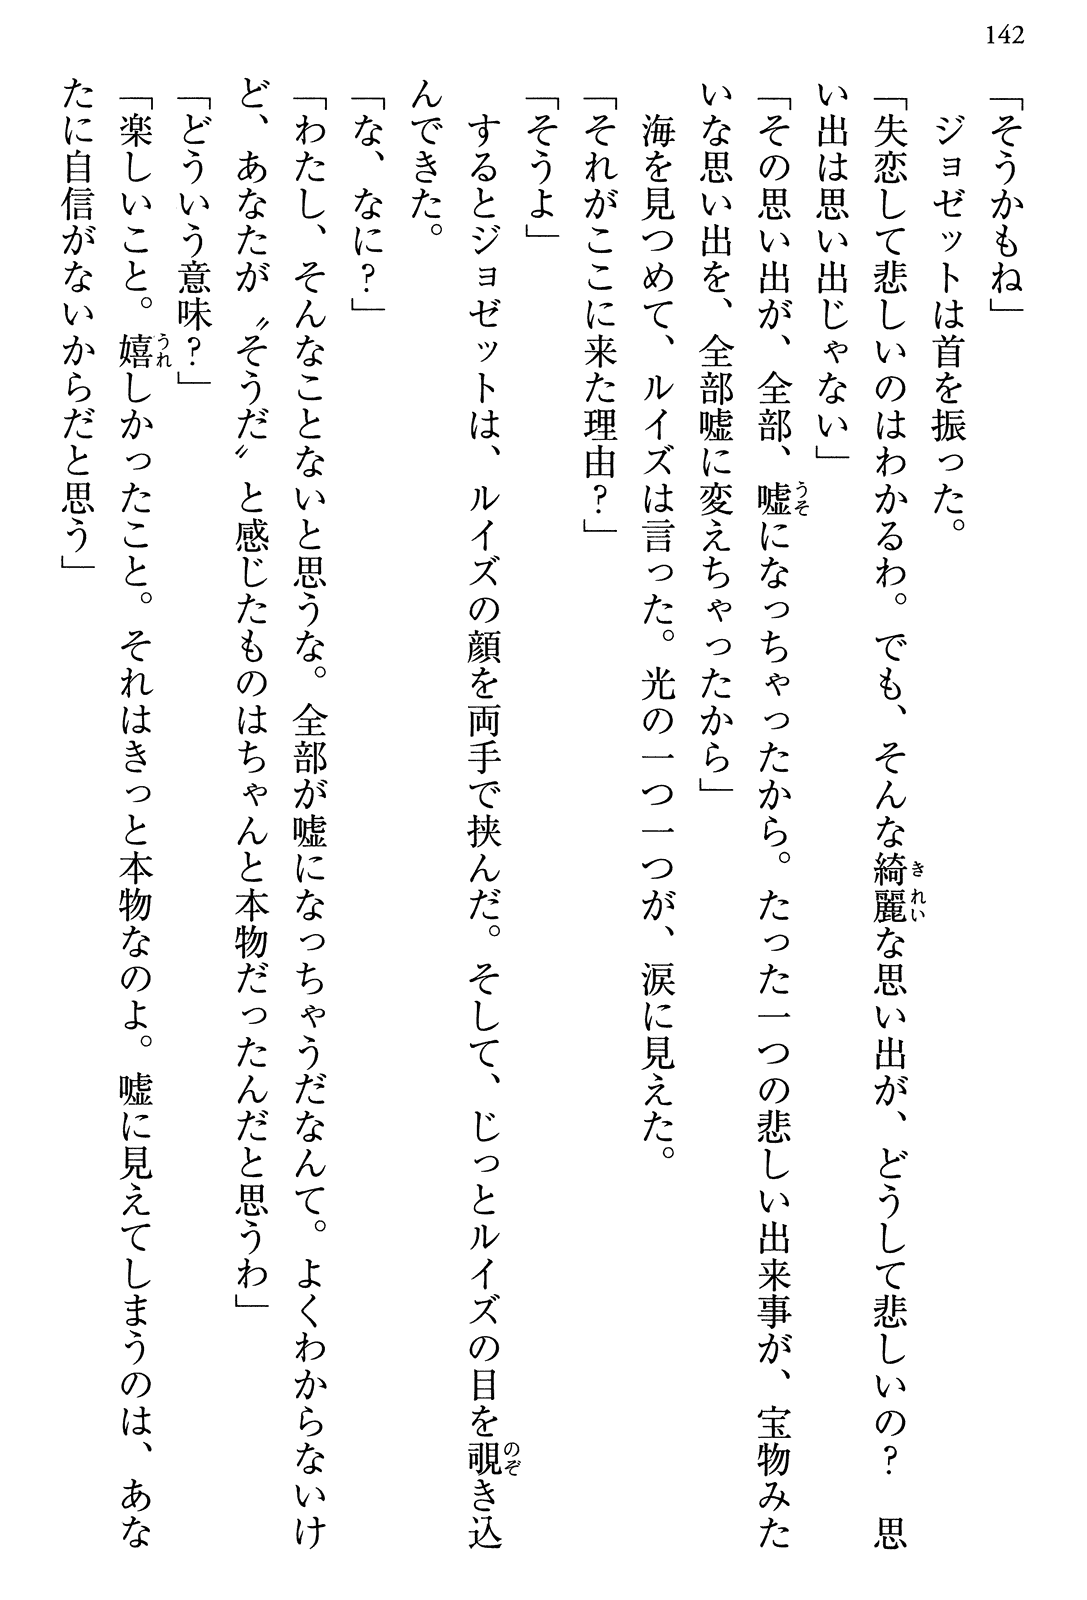 142
「そうかもね」
ジョゼットは首を振った。
「失恋して悲しいのはわかるわ。でも、そんな綺麗な思い出が、どうして悲しいの？　思
い出は思い出じゃない」
「その思い出が、全部、嘘になっちゃったから。たった一つの悲しい出来事が、宝物みた
いな思い出を、全部嘘に変えちゃったから」
海を見つめて、ルイズは言った。光の一つ一つが、涙に見えた。
「それがここに来た理由？」
「そうよ」
するとジョゼットは、ルイズの顔を両手で挟んだ。そして、じっとルイズの目を覗き込
んできた。
「な、なに？」
「わたし、そんなことないと思うな。全部が嘘になっちゃうだなんて。よくわからないけ
ど、あなたが〝そうだ〟と感じたものはちゃんと本物だったんだと思うわ」
「どういう意味？」
「楽しいこと。嬉しかったこと。それはきっと本物なのよ。嘘に見えてしまうのは、あな
たに自信がないからだと思う」